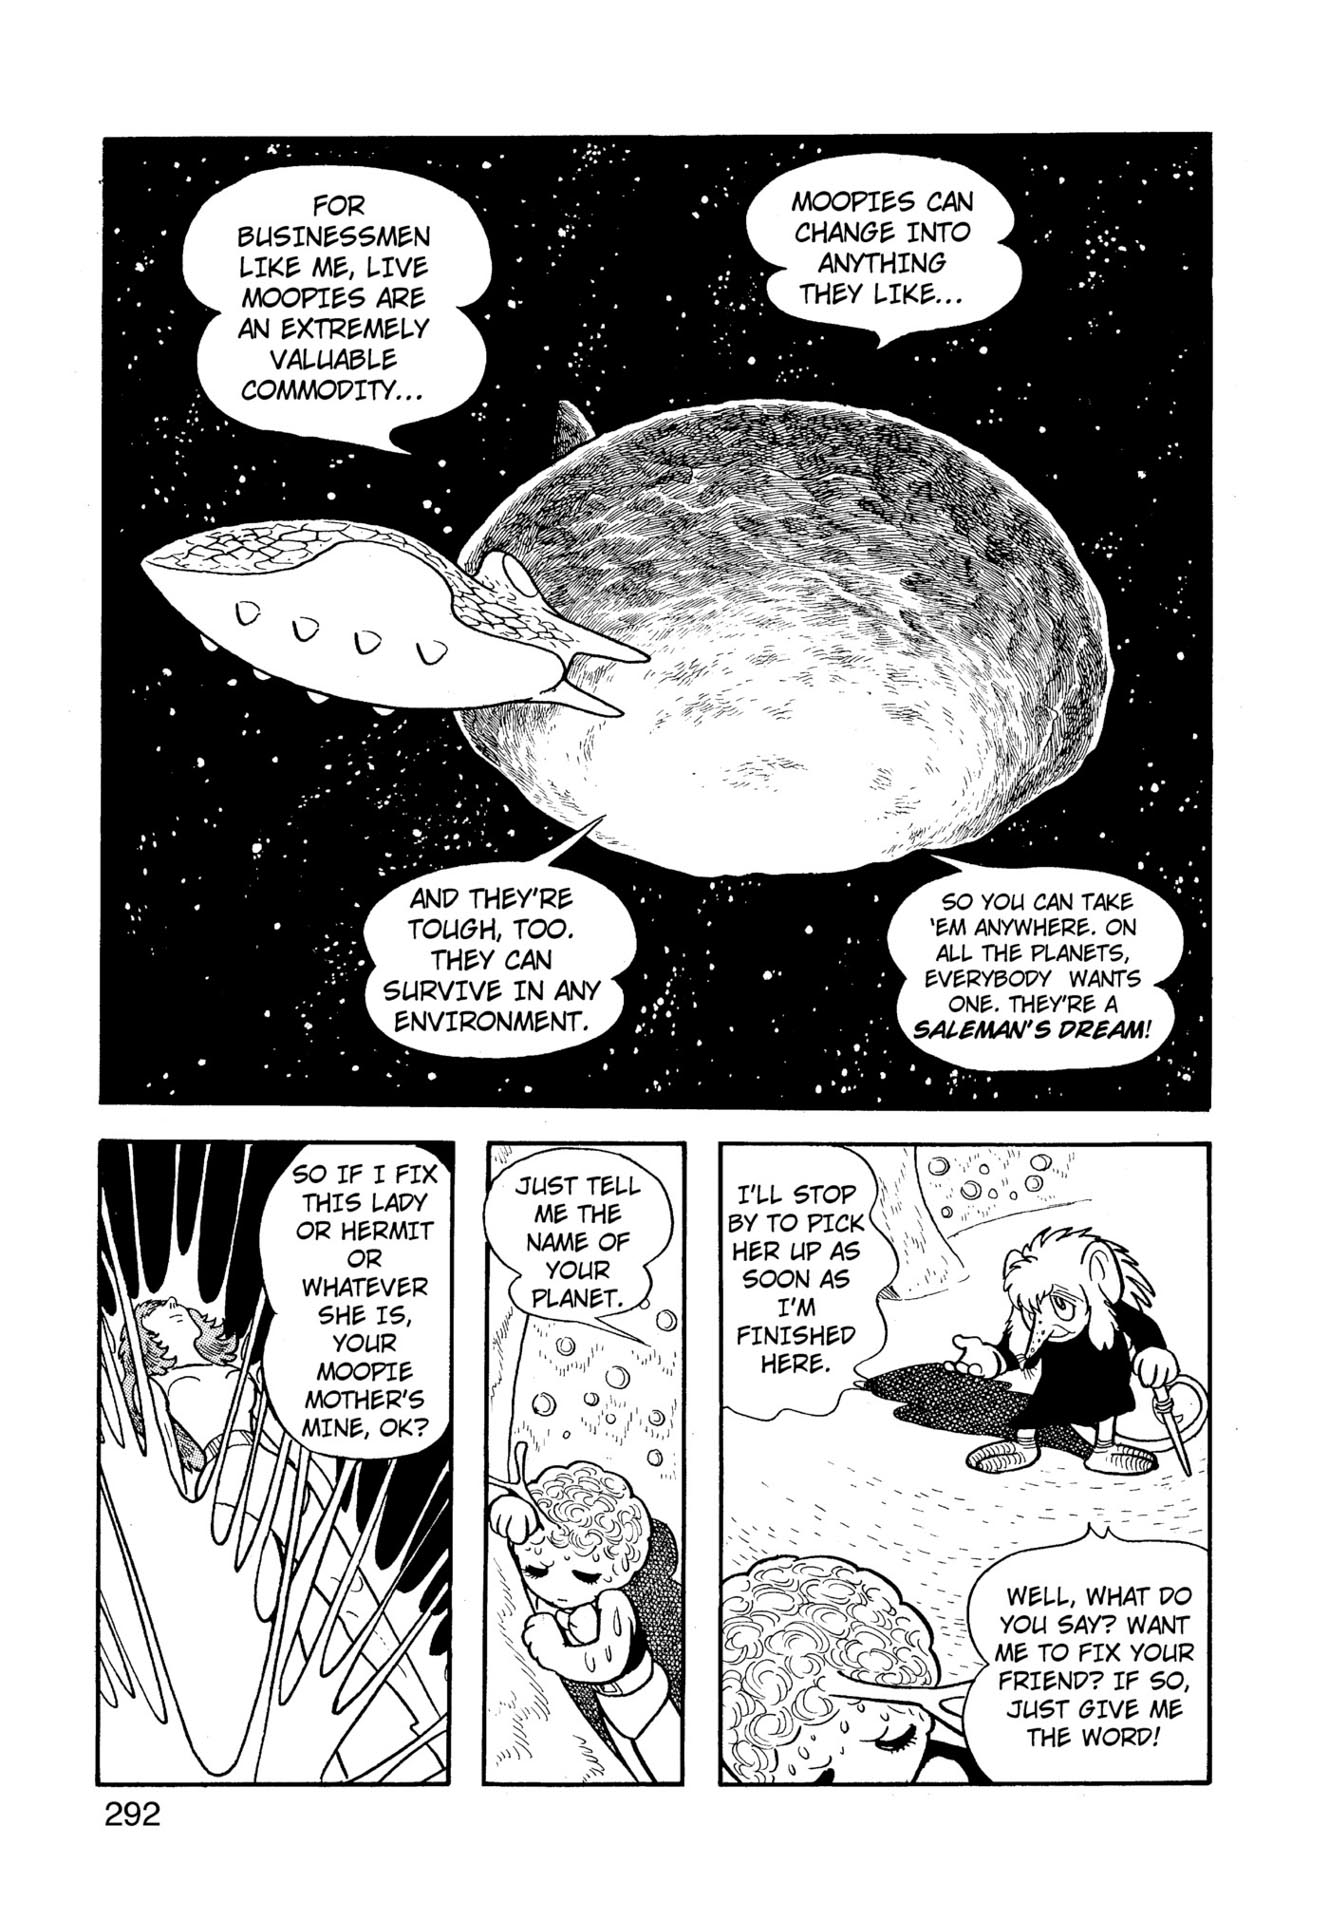 FOR
BUSINESSMEN
LIKE ME, LIVE
MOOPIES ARE
AN EXTREMELY
VALUABLE
COMMODITY...
MOOPIES CAN
CHANGE INTO
ANYTHING
THEY LIKE...
AND THEY'RE
TOUGH, TOO.
THEY CAN
SURVIVE IN ANY
ENVIRONMENT.
SO YOU CAN TAKE
'EM ANYWHERE. ON
ALL THE PLANETS,
EVERYBODY WANTS
ONE. THEY'RE A
SALEMAN'S DREAM!
SO IF I FIX
THIS LADY
OR HERMIT
OR
WHATEVER
SHE IS,
YOUR
MOOPIE
MOTHER'S
MINE, OK?
JUST TELL
ME THE
NAME OF
YOUR
PLANET.
I'LL STOP
BY TO PICK
HER UP AS
SOON AS
I'M
FINISHED
HERE.
WELL, WHAT DO
YOU SAY? WANT
ME TO FIX YOUR
FRIEND? IF SO,
JUST GIVE ME
THE WORD!
292